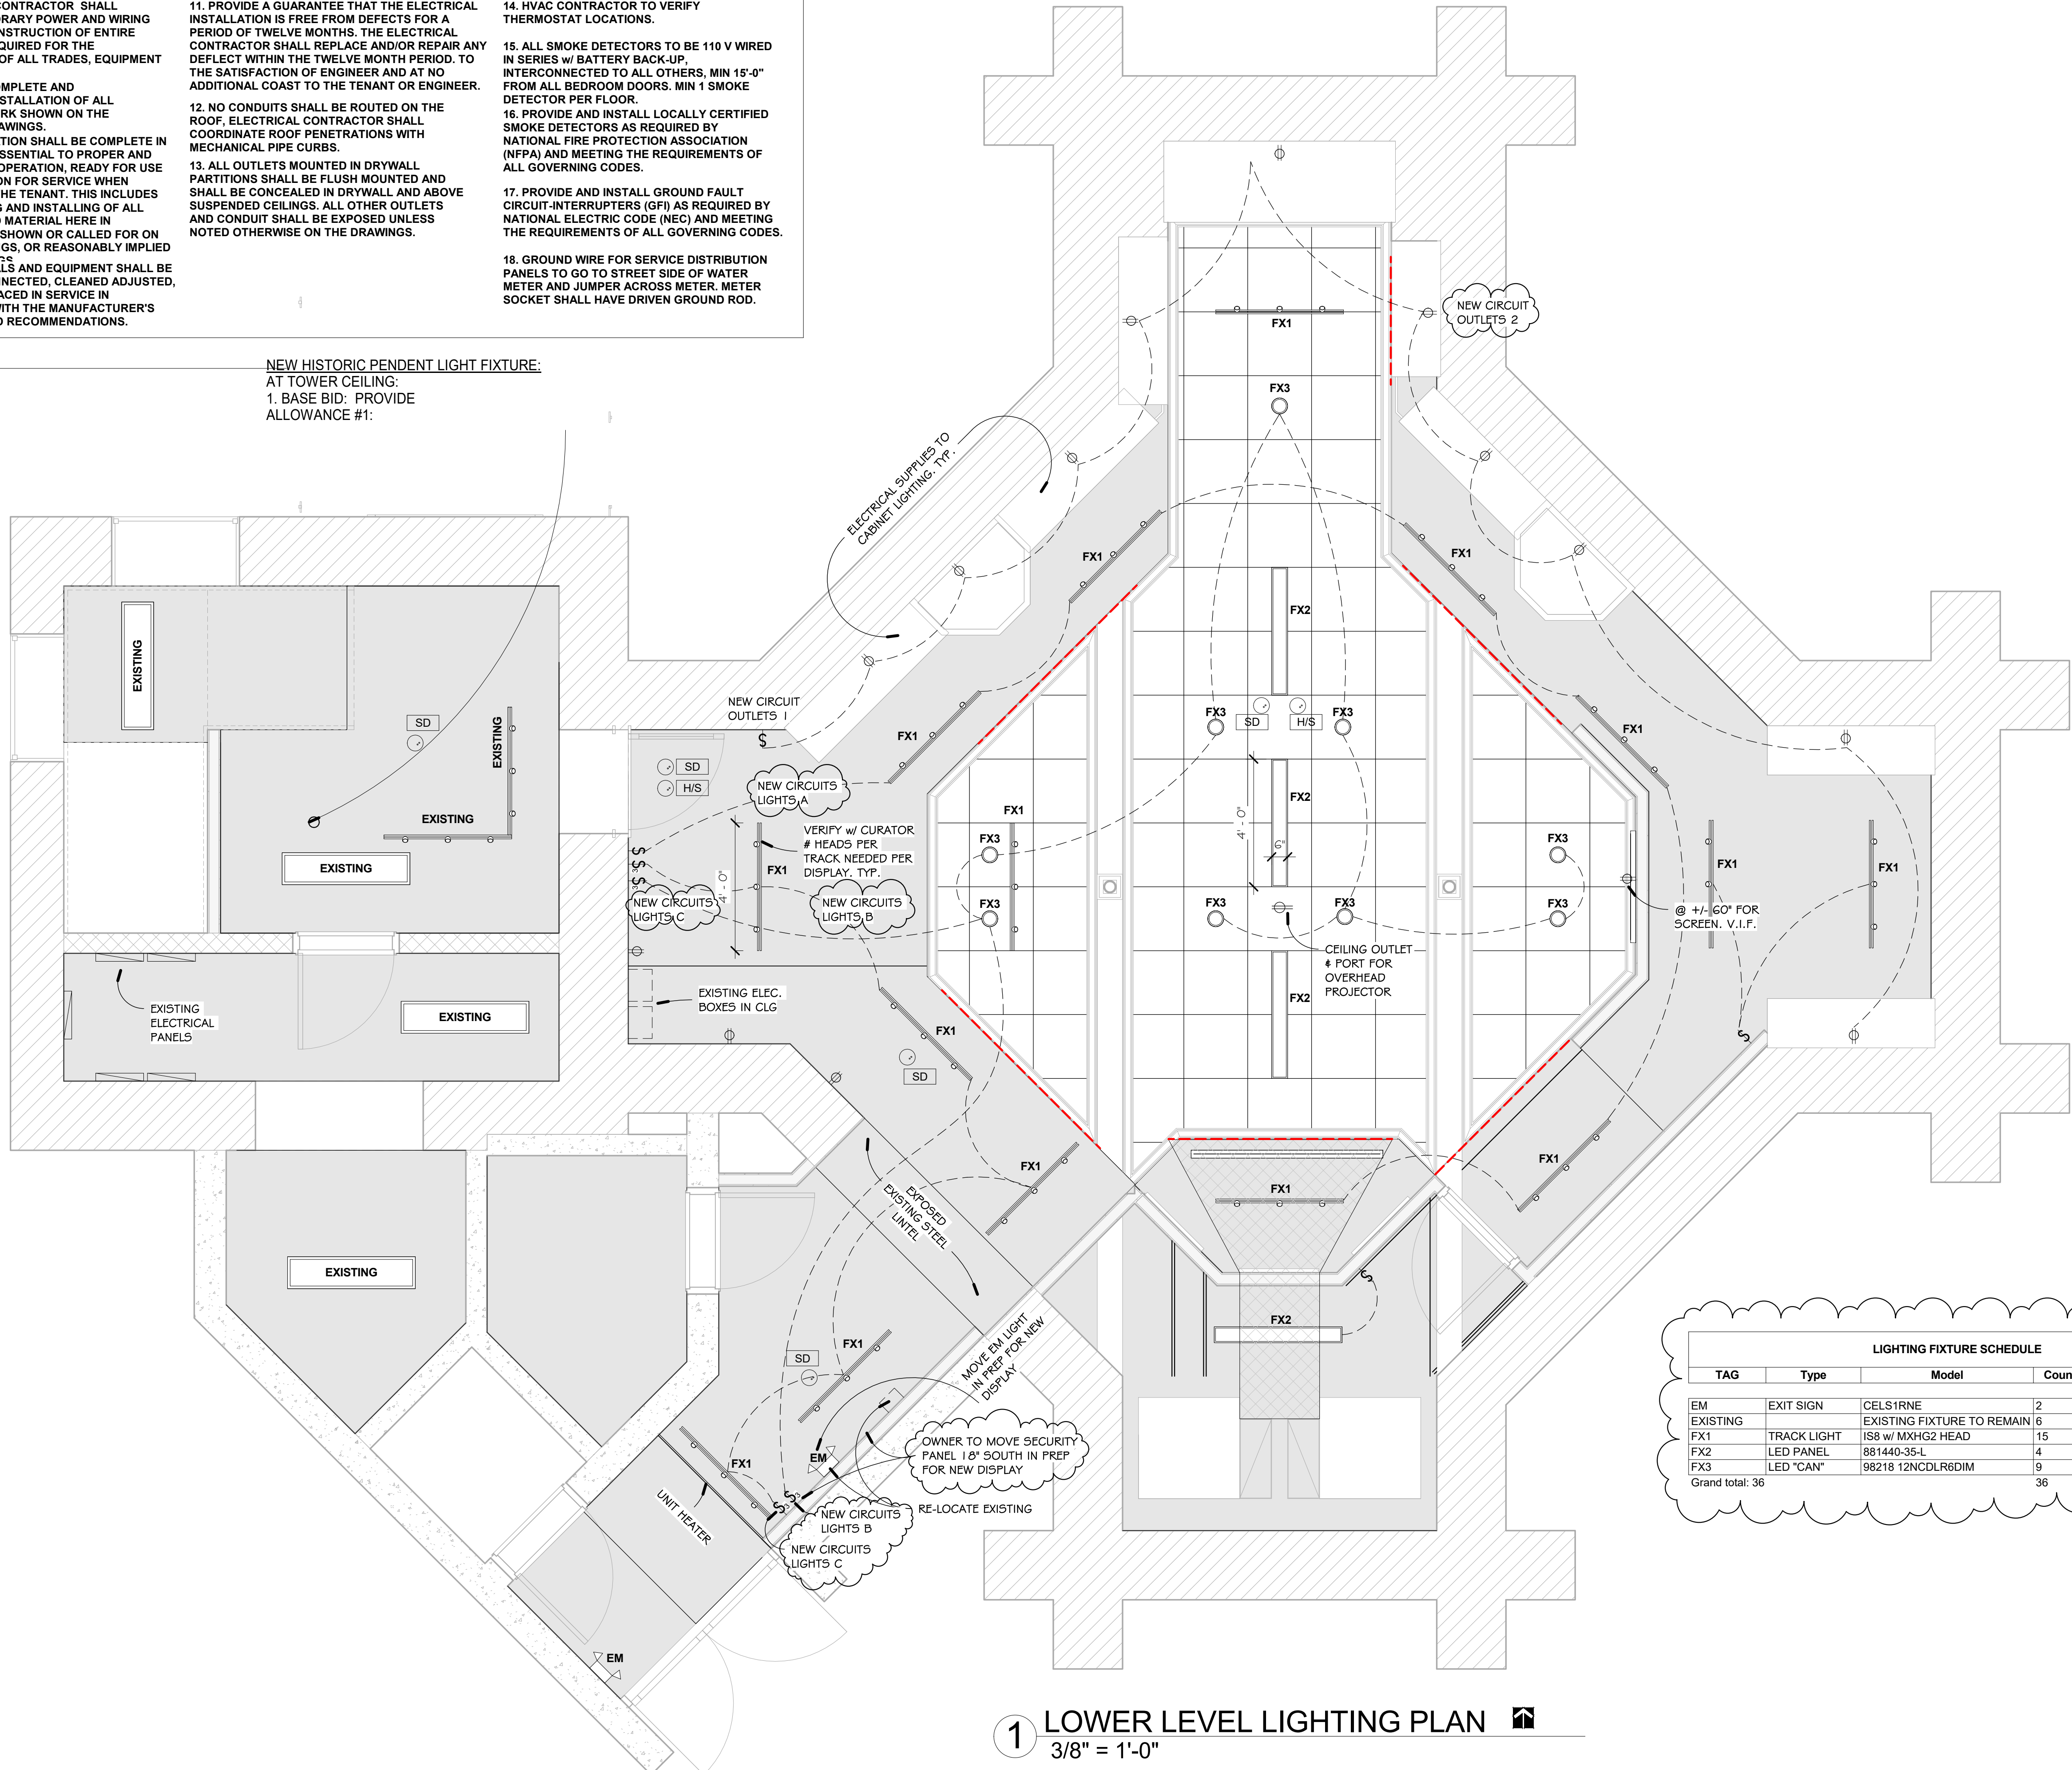 CONTRACTOR SHALL
ORARY POWER AND WIRING
NSTRUCTION OF ENTIRE
QUIRED FOR THE
OF ALL TRADES, EQUIPMENT
OMPLETE AND
STALLATION OF ALL
RK SHOWN ON THE
AWINGS.
TION SHALL BE COMPLETE IN
SSENTIAL TO PROPER AND
OPERATION, READY FOR USE
ON FOR SERVICE WHEN
HE TENANT. THIS INCLUDES
G AND INSTALLING OF ALL
D MATERIAL HERE IN
SHOWN OR CALLED FOR ON
GS, OR REASONABLY IMPLIED
GS
LS AND EQUIPMENT SHALL BE
NNECTED, CLEANED ADJUSTED,
ACED IN SERVICE IN
WITH THE MANUFACTURER'S
D RECOMMENDATIONS.
11. PROVIDE A GUARANTEE THAT THE ELECTRICAL
INSTALLATION IS FREE FROM DEFECTS FOR A
PERIOD OF TWELVE MONTHS. THE ELECTRICAL
CONTRACTOR SHALL REPLACE AND/OR REPAIR ANY
DEFLECT WITHIN THE TWELVE MONTH PERIOD. TO
THE SATISFACTION OF ENGINEER AND AT NO
ADDITIONAL COAST TO THE TENANT OR ENGINEER.
12. NO CONDUITS SHALL BE ROUTED ON THE
ROOF, ELECTRICAL CONTRACTOR SHALL
COORDINATE ROOF PENETRATIONS WITH
MECHANICAL PIPE CURBS.
13. ALL OUTLETS MOUNTED IN DRYWALL
PARTITIONS SHALL BE FLUSH MOUNTED AND
SHALL BE CONCEALED IN DRYWALL AND ABOVE
SUSPENDED CEILINGS. ALL OTHER OUTLETS
AND CONDUIT SHALL BE EXPOSED UNLESS
NOTED OTHERWISE ON THE DRAWINGS.
14. HVAC CONTRACTOR TO VERIFY
THERMOSTAT LOCATIONS.
15. ALL SMOKE DETECTORS TO BE 110 V WIRED
IN SERIES w/ BATTERY BACK-UP,
INTERCONNECTED TO ALL OTHERS, MIN 15'-0"
FROM ALL BEDROOM DOORS. MIN 1 SMOKE
DETECTOR PER FLOOR.
16. PROVIDE AND INSTALL LOCALLY CERTIFIED
SMOKE DETECTORS AS REQUIRED BY
NATIONAL FIRE PROTECTION ASSOCIATION
(NFPA) AND MEETING THE REQUIREMENTS OF
ALL GOVERNING CODES.
17. PROVIDE AND INSTALL GROUND FAULT
CIRCUIT-INTERRUPTERS (GFI) AS REQUIRED BY
NATIONAL ELECTRIC CODE (NEC) AND MEETING
THE REQUIREMENTS OF ALL GOVERNING CODES.
18. GROUND WIRE FOR SERVICE DISTRIBUTION
PANELS TO GO TO STREET SIDE OF WATER
METER AND JUMPER ACROSS METER. METER
SOCKET SHALL HAVE DRIVEN GROUND ROD.
NEW HISTORIC PENDENT LIGHT FIXTURE:
AT TOWER CEILING:
1. BASE BID: PROVIDE
ALLOWANCE #1:
NEW CIRCUIT
OUTLETS 2
FX1
FX3
ELECTRICAL SUPPLIES TO
CABINET LIGHTING. TYP.
FX1
FX1
FX2
EXISTING
SD
EXISTING
EXISTING
EXISTING
NEW CIRCUIT
OUTLETS 1
$
FX1
FX3
SD
H/S
FX3
FX1
SD
H/S
NEW CIRCUITS
LIGHTS A
FX2
4' - 0"
6"
VERIFY w/ CURATOR
# HEADS PER
TRACK NEEDED PER
DISPLAY. TYP.
FX1
4' - 0"
FX1
FX3
FX3
FX1
FX1
$
$
3
$
3
NEW CIRCUITS
LIGHTS C
NEW CIRCUITS
LIGHTS B
FX3
FX3
FX3
FX3
@ +/- 60" FOR
SCREEN. V.I.F.
CEILING OUTLET
& PORT FOR
OVERHEAD
PROJECTOR
EXISTING
ELECTRICAL
PANELS
EXISTING
EXISTING ELEC.
BOXES IN CLG
FX2
FX1
SD
$
FX1
FX1
FX1
EXPOSED
EXISTING STEEL
LINTEL
EXISTING
$
FX2
MOVE EM LIGHT
IN PREP FOR NEW
DISPLAY
FX1
SD
OWNER TO MOVE SECURITY
PANEL 18" SOUTH IN PREP
FOR NEW DISPLAY
EM
FX1
$
3
$
3
RE-LOCATE EXISTING
UNIT HEATER
NEW CIRCUITS
LIGHTS B
NEW CIRCUITS
LIGHTS C
EM
LIGHTING FIXTURE SCHEDULE
TAG Type Model Coun
EM EXIT SIGN CELS1RNE 2
EXISTING EXISTING FIXTURE TO REMAIN 6
FX1 TRACK LIGHT IS8 w/ MXHG2 HEAD 15
FX2 LED PANEL 881440-35-L 4
FX3 LED "CAN" 98218 12NCDLR6DIM 9
Grand total: 36 36
1 LOWER LEVEL LIGHTING PLAN
3/8" = 1'-0"